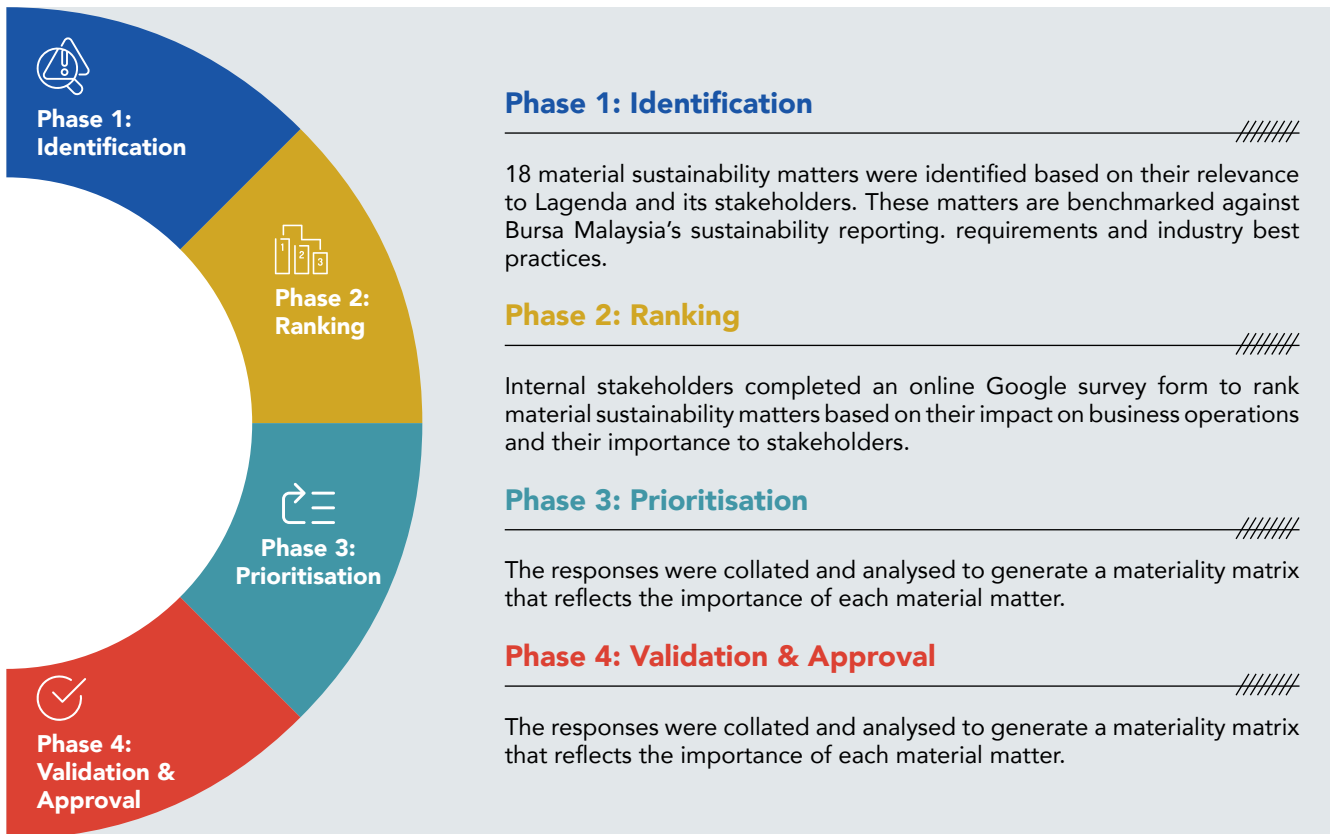 Phase 1:
Identification
1
2
3
Phase 2:
Ranking
Phase 3:
Prioritisation
Phase 4:
Validation &
Approval
Phase 1: Identification
18 material sustainability matters were identified based on their relevance
to Lagenda and its stakeholders. These matters are benchmarked against
Bursa Malaysia's sustainability reporting. requirements and industry best
practices.
Phase 2: Ranking
Internal stakeholders completed an online Google survey form to rank
material sustainability matters based on their impact on business operations
and their importance to stakeholders.
Phase 3: Prioritisation
The responses were collated and analysed to generate a materiality matrix
that reflects the importance of each material matter.
Phase 4: Validation & Approval
The responses were collated and analysed to generate a materiality matrix
that reflects the importance of each material matter.